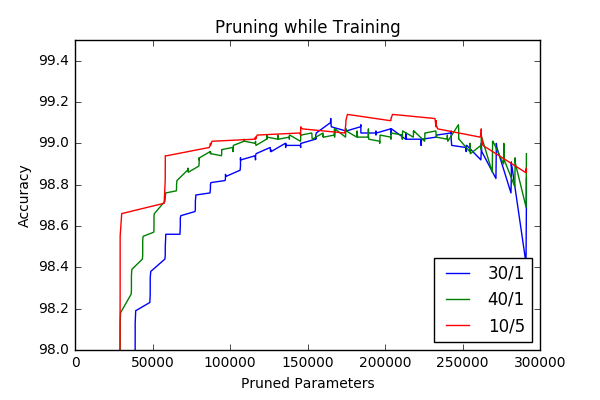 Pruning while Training
99.4
99.2
99.0
98.8
98.6
98.4
98.2
98.0
Accuracy
30/1
40/1
10/5
0 50000 100000 150000 200000 250000 300000
Pruned Parameters